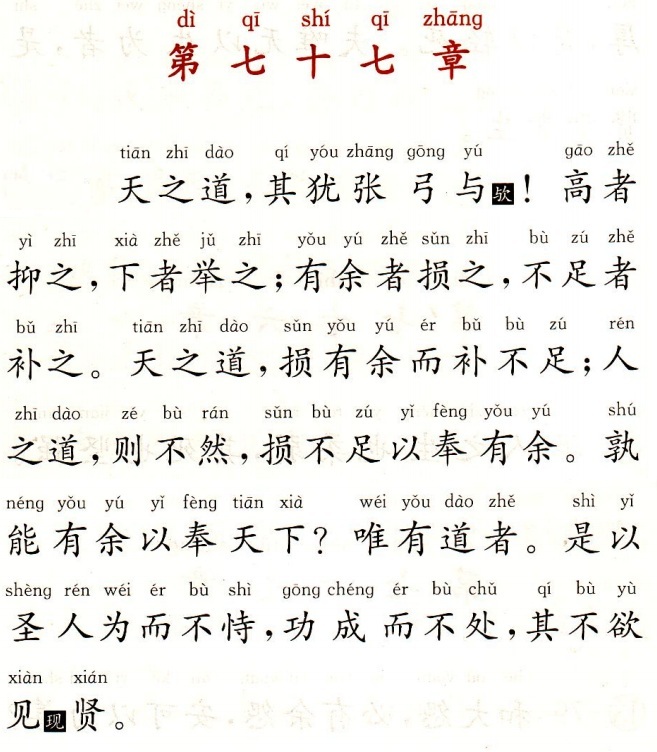 dì qī shí qī zhāng
第七十七章
tiān zhī dào qí yóu zhāng gōng yú gāo zhě
天之道，其犹张弓与欤！高者
yì zhī xià zhě jǔ zhī yǒu yú zhě sǔn zhī bù zú zhě
抑之，下者举之；有余者损之，不足者
bǔ zhī tiān zhī dào sǔn yǒu yú ér bǔ bù zú rén
补之。天之道，损有余而补不足；人
zhī dào zé bù rán sǔn bù zú yǐ fèng yǒu yú shú
之道，则不然，损不足以奉有余。孰
néng yǒu yú yǐ fèng tiān xià wéi yǒu dào zhě shì yǐ
能有余以奉天下？唯有道者。是以
shèng rén wéi ér bù shì gōng chéng ér bù chǔ qí bù yù
圣人为而不恃，功成而不处，其不欲
xiàn xián
见现贤。